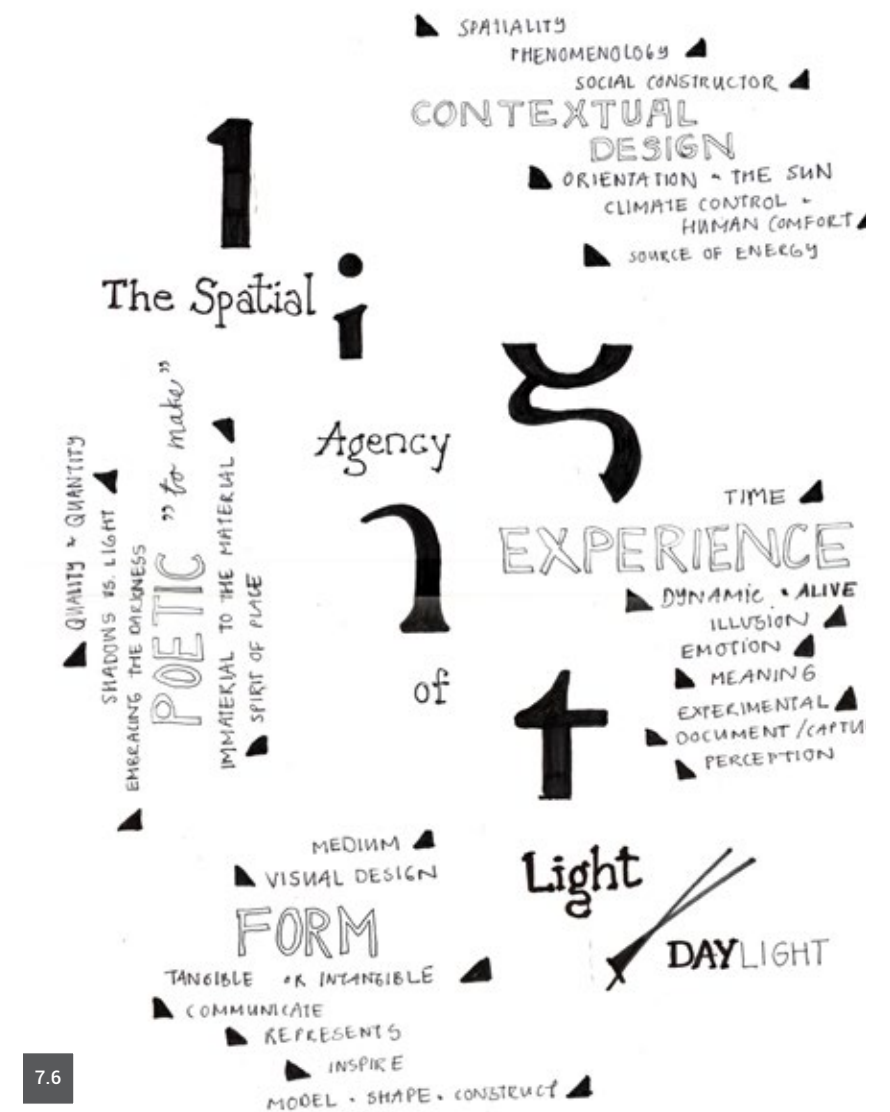 SPATIALITY
PHENOMENOLOGY
SOCIAL CONSTRUCTOR
CONTEXTUAL
DESIGN
ORIENTATION - THE SUN
CLIMATE CONTROL -
HUMAN COMFORT
SOURCE OF ENERGY
l
i
g
h
t
The Spatial
Agency
of
Light
QUALITY ~ QUANTITY
SHADOWS VS. LIGHT
EMBRACING THE DARKNESS
POETIC "to make"
IMMATERIAL TO THE MATERIAL
SPIRIT OF PLACE
TIME
EXPERIENCE
DYNAMIC . ALIVE
ILLUSION
EMOTION
MEANING
EXPERIMENTAL
DOCUMENT/CAPTU
PERCEPTION
MEDIUM
VISUAL DESIGN
FORM
TANGIBLE OR INTANGIBLE
COMMUNICATE
REPRESENTS
INSPIRE
MODEL . SHAPE . CONSTRUCT
DAYLIGHT
7.6